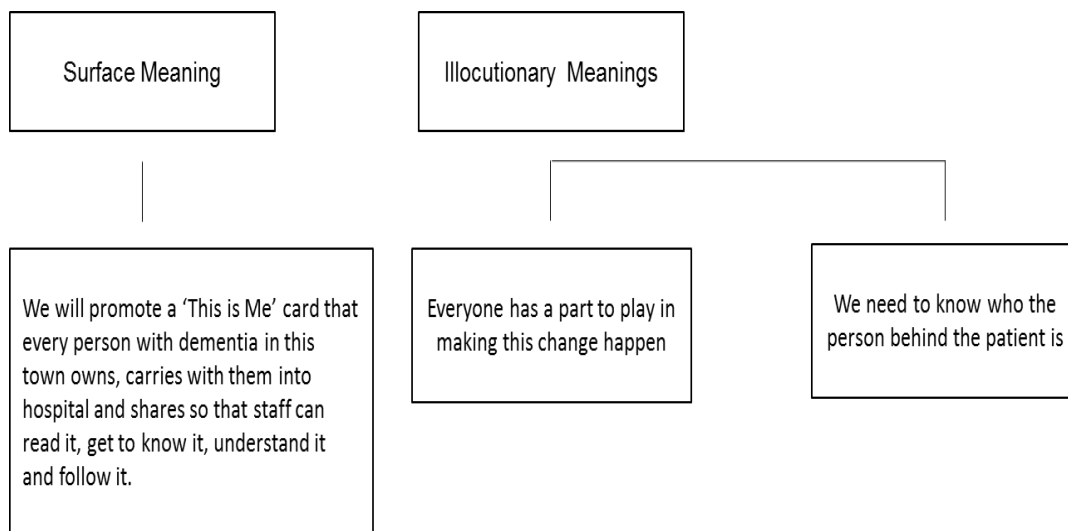 Surface Meaning
Illocutionary Meanings
We will promote a ‘This is Me’ card that
every person with dementia in this
town owns, carries with them into
hospital and shares so that staff can
read it, get to know it, understand it
and follow it.
Everyone has a part to play in
making this change happen
We need to know who the
person behind the patient is